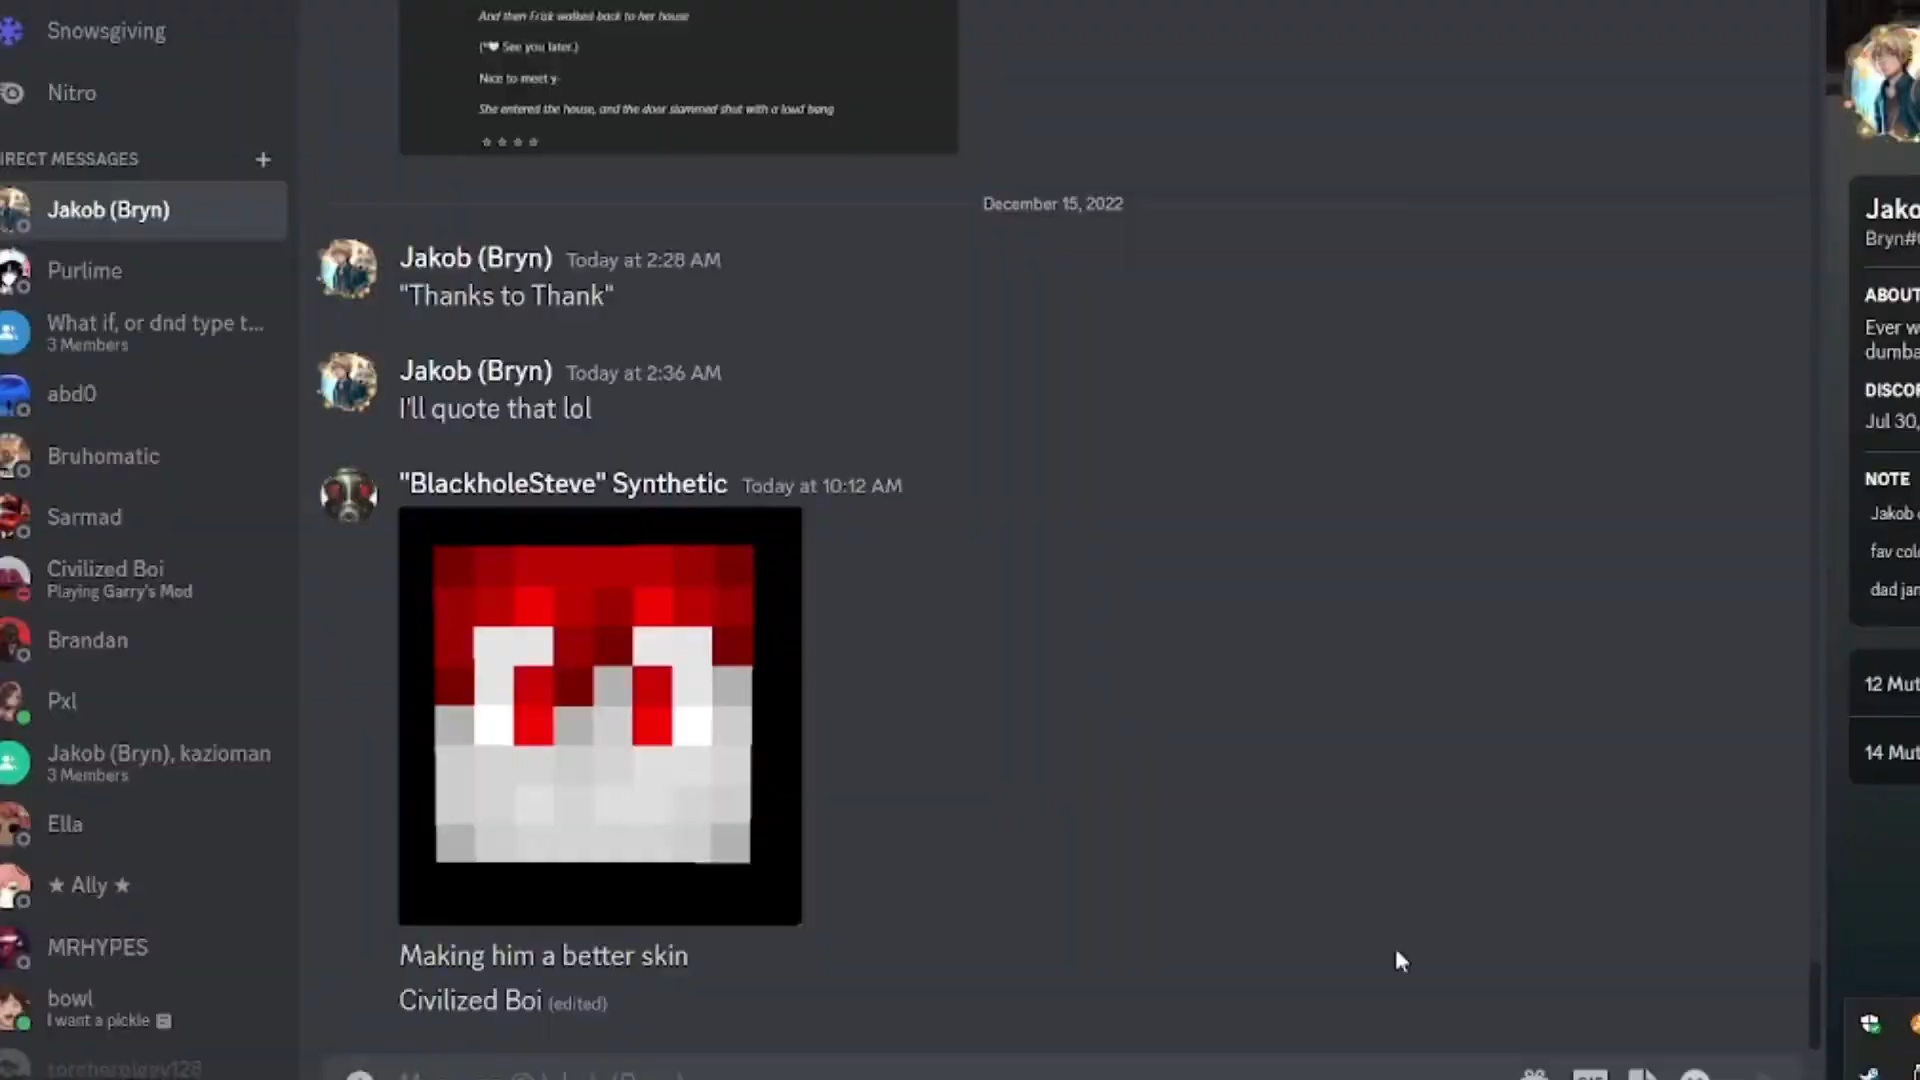 Snowsgiving
Nitro
IRECT MESSAGES +
Jakob (Bryn)
Purlime
What if, or dnd type t...
3 Members
abd0
Bruhomatic
Sarmad
Civilized Boi
Playing Garry's Mod
Brandan
Pxl
Jakob (Bryn), kazioman
3 Members
Ella
★ Ally ★
MRHYPES
bowl
I want a pickle
And then Frisk walked back to her house
(*❤ See you later.)
Nice to meet y-
She entered the house, and the door slammed shut with a loud bang
☆ ☆ ☆ ☆
December 15, 2022
Jakob (Bryn) Today at 2:28 AM
"Thanks to Thank"
Jakob (Bryn) Today at 2:36 AM
I'll quote that lol
"BlackholeSteve" Synthetic Today at 10:12 AM
Making him a better skin
Civilized Boi (edited)
Jako
Bryn#
ABOUT
Ever w
dumba
DISCOR
Jul 30,
NOTE
Jakob
fav col
dad jan
12 Mut
14 Mut